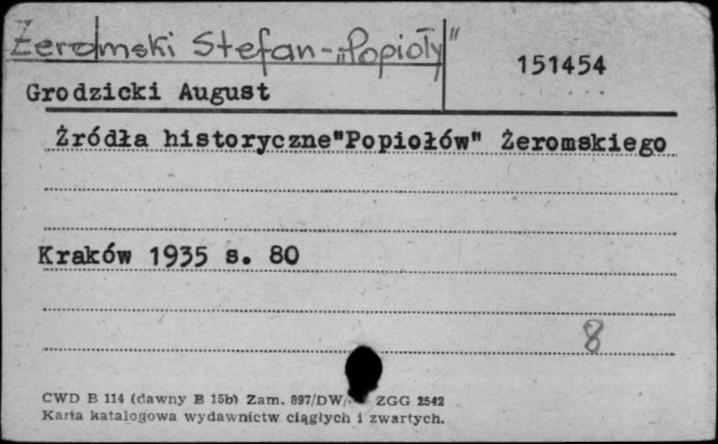 Żeromski Stefan - „Popioły"
151454
Grodzicki August
Żródła historyczne"Popiołów" Żeromskiego
Kraków 1935 s. 80
8
CWD B 114 (dawny B 15b) Zam. 897/DW/ ZGG 2542
Karta katalogowa wydawnictw ciągłych i zwartych.